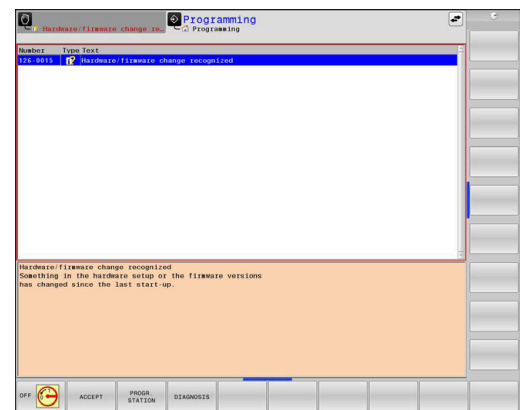 Hardware/firmware change re…
Programming
Programming
Number Type Text
126-0015 Hardware/firmware change recognized
Hardware/firmware change recognized
Something in the hardware setup or the firmware versions
has changed since the last start-up.
OFF
ACCEPT
PROGR.
STATION
DIAGNOSIS